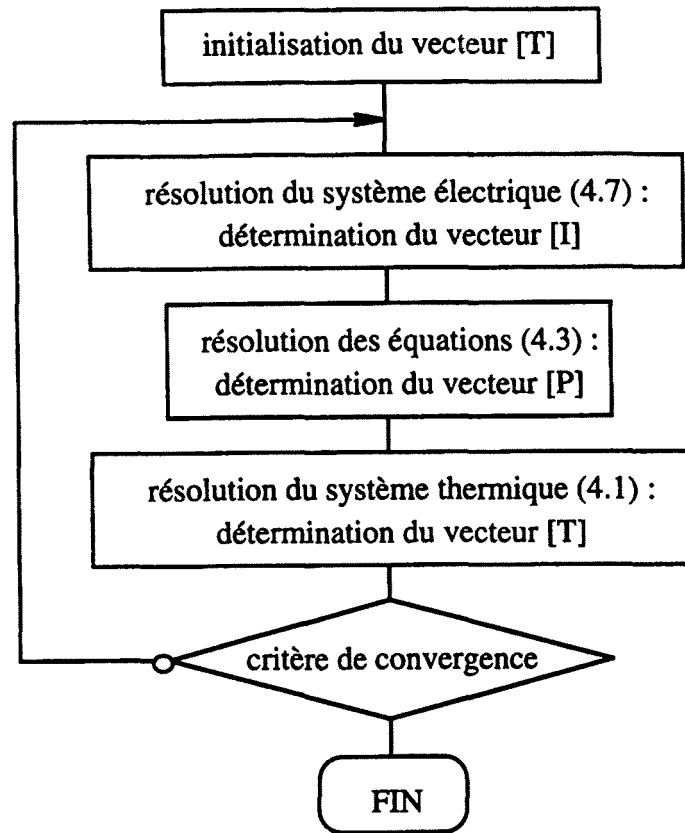 initialisation du vecteur [T]
résolution du système électrique (4.7) :
détermination du vecteur [I]
résolution des équations (4.3) :
détermination du vecteur [P]
résolution du système thermique (4.1) :
détermination du vecteur [T]
critère de convergence
FIN